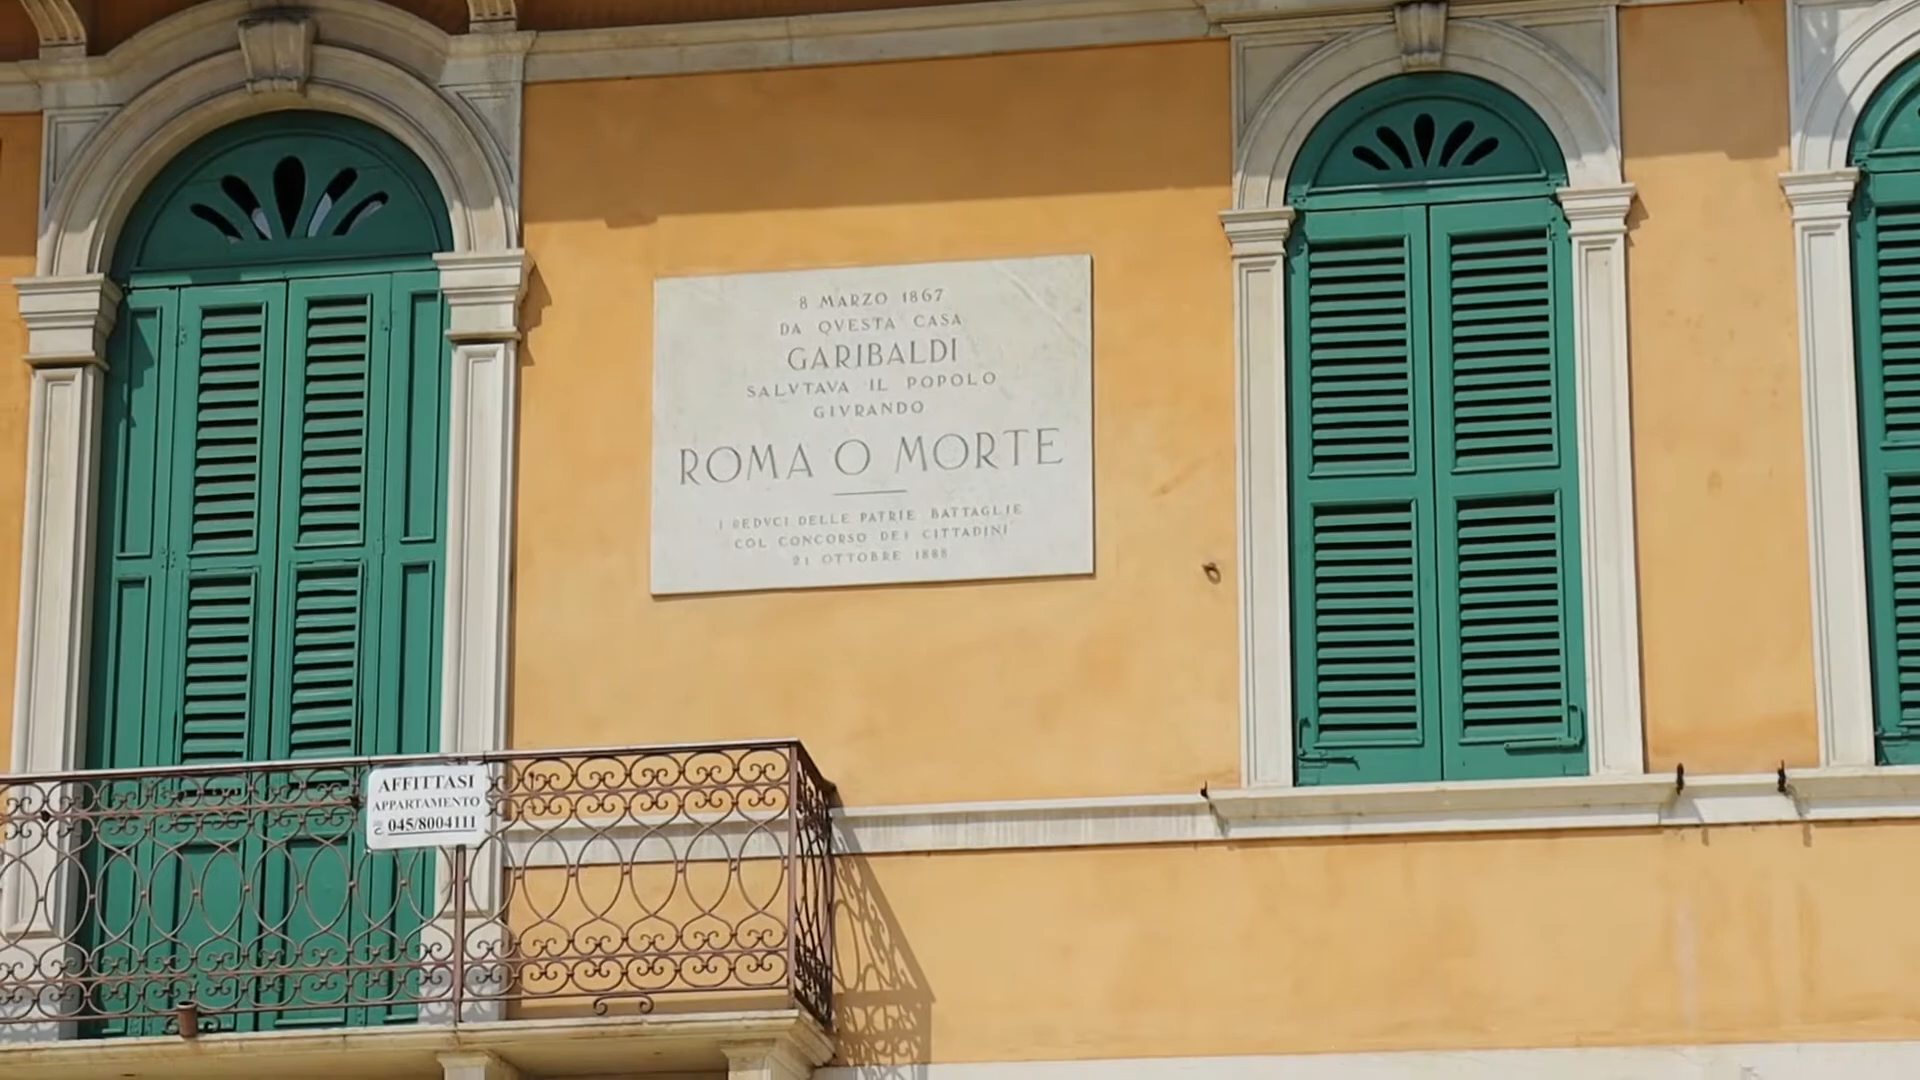 8 MARZO 1867
DA QVESTA CASA
GARIBALDI
SALVTAVA IL POPOLO
GIVRANDO
ROMA O MORTE
I REDVCI DELLE PATRIE BATTAGLIE
COL CONCORSO DEI CITTADINI
21 OTTOBRE 1888
AFFITTASI
APPARTAMENTO
045/8004111